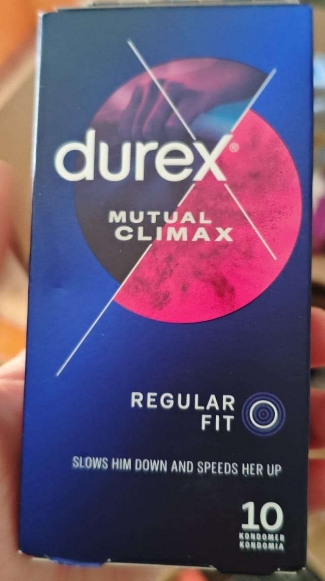 durex®
MUTUAL
CLIMAX
REGULAR
FIT
SLOWS HIM DOWN AND SPEEDS HER UP
10
KONDOMER
KONDOMIA